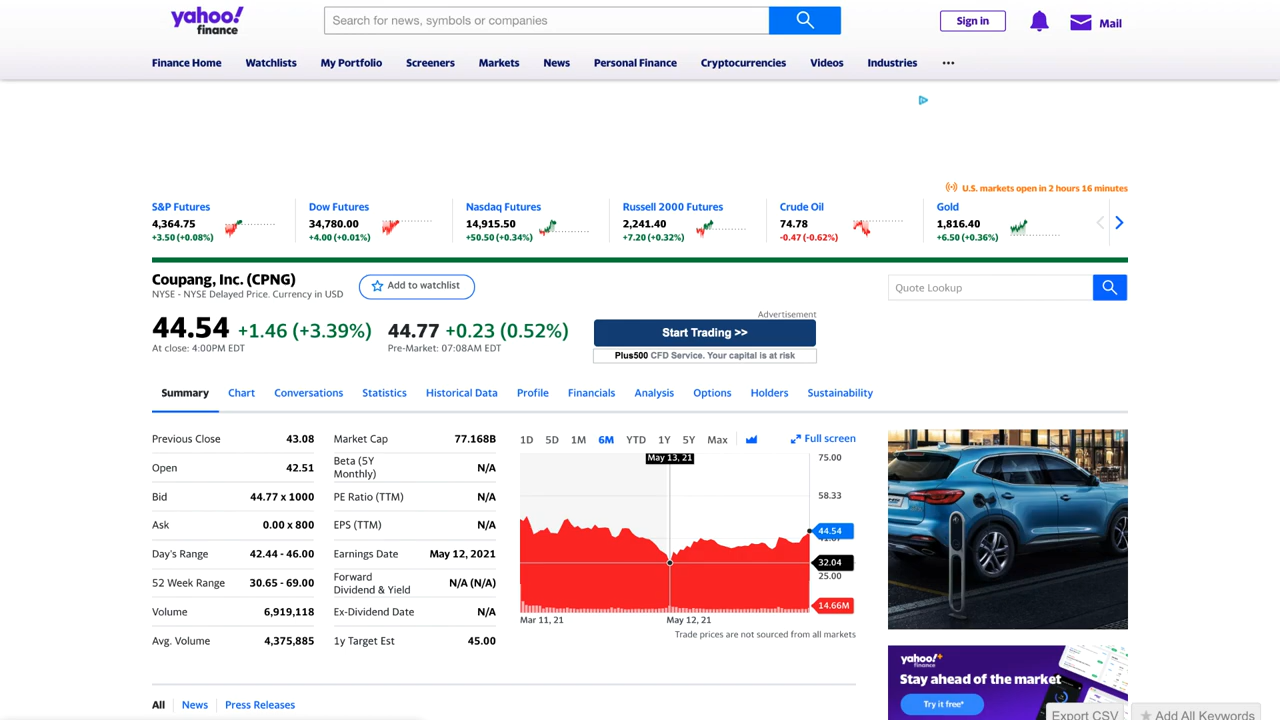 yahoo!
finance
Search for news, symbols or companies
Sign in
Mail
Finance Home
Watchlists
My Portfolio
Screeners
Markets
News
Personal Finance
Cryptocurrencies
Videos
Industries
U.S. markets open in 2 hours 16 minutes
S&P Futures
4,364.75
+3.50 (+0.08%)
Dow Futures
34,780.00
+4.00 (+0.01%)
Nasdaq Futures
14,915.50
+50.50 (+0.34%)
Russell 2000 Futures
2,241.40
+7.20 (+0.32%)
Crude Oil
74.78
-0.47 (-0.62%)
Gold
1,816.40
+6.50 (+0.36%)
Coupang, Inc. (CPNG)
NYSE - NYSE Delayed Price. Currency in USD
Add to watchlist
Quote Lookup
44.54 +1.46 (+3.39%)
At close: 4:00PM EDT
44.77 +0.23 (0.52%)
Pre-Market: 07:08AM EDT
Advertisement
Start Trading >>
Plus500 CFD Service. Your capital is at risk
Summary
Chart
Conversations
Statistics
Historical Data
Profile
Financials
Analysis
Options
Holders
Sustainability
Previous Close 43.08
Open 42.51
Bid 44.77 x 1000
Ask 0.00 x 800
Day's Range 42.44 - 46.00
52 Week Range 30.65 - 69.00
Volume 6,919,118
Avg. Volume 4,375,885
Market Cap 77.168B
Beta (5Y
Monthly) N/A
PE Ratio (TTM) N/A
EPS (TTM) N/A
Earnings Date May 12, 2021
Forward
Dividend & Yield N/A (N/A)
Ex-Dividend Date N/A
1y Target Est 45.00
1D 5D 1M 6M YTD 1Y 5Y Max
Full screen
May 13, 21
75.00
58.33
44.54
32.04
25.00
14.66M
Mar 11, 21
May 12, 21
Trade prices are not sourced from all markets
yahoo!+
finance
Stay ahead of the market
Try it free*
All
News
Press Releases
Export CSV
Add All Keywords